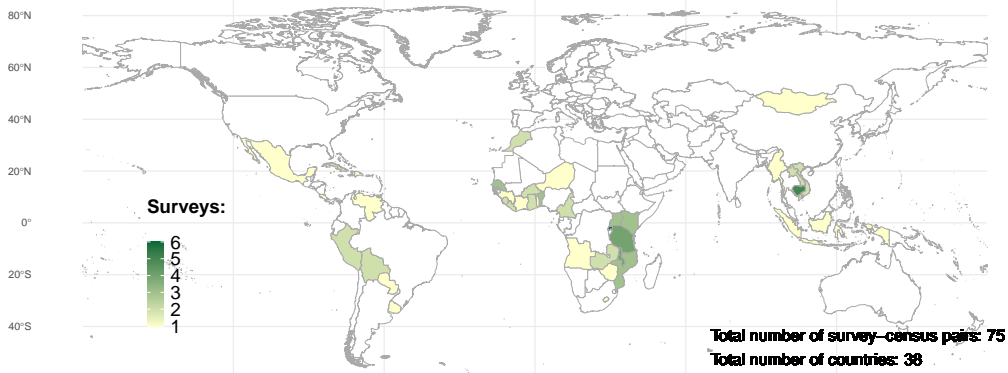 80°N
60°N
40°N
20°N
0°
20°S
40°S
Surveys:
6
5
4
3
2
1
Total number of survey–census pairs: 75
Total number of countries: 38